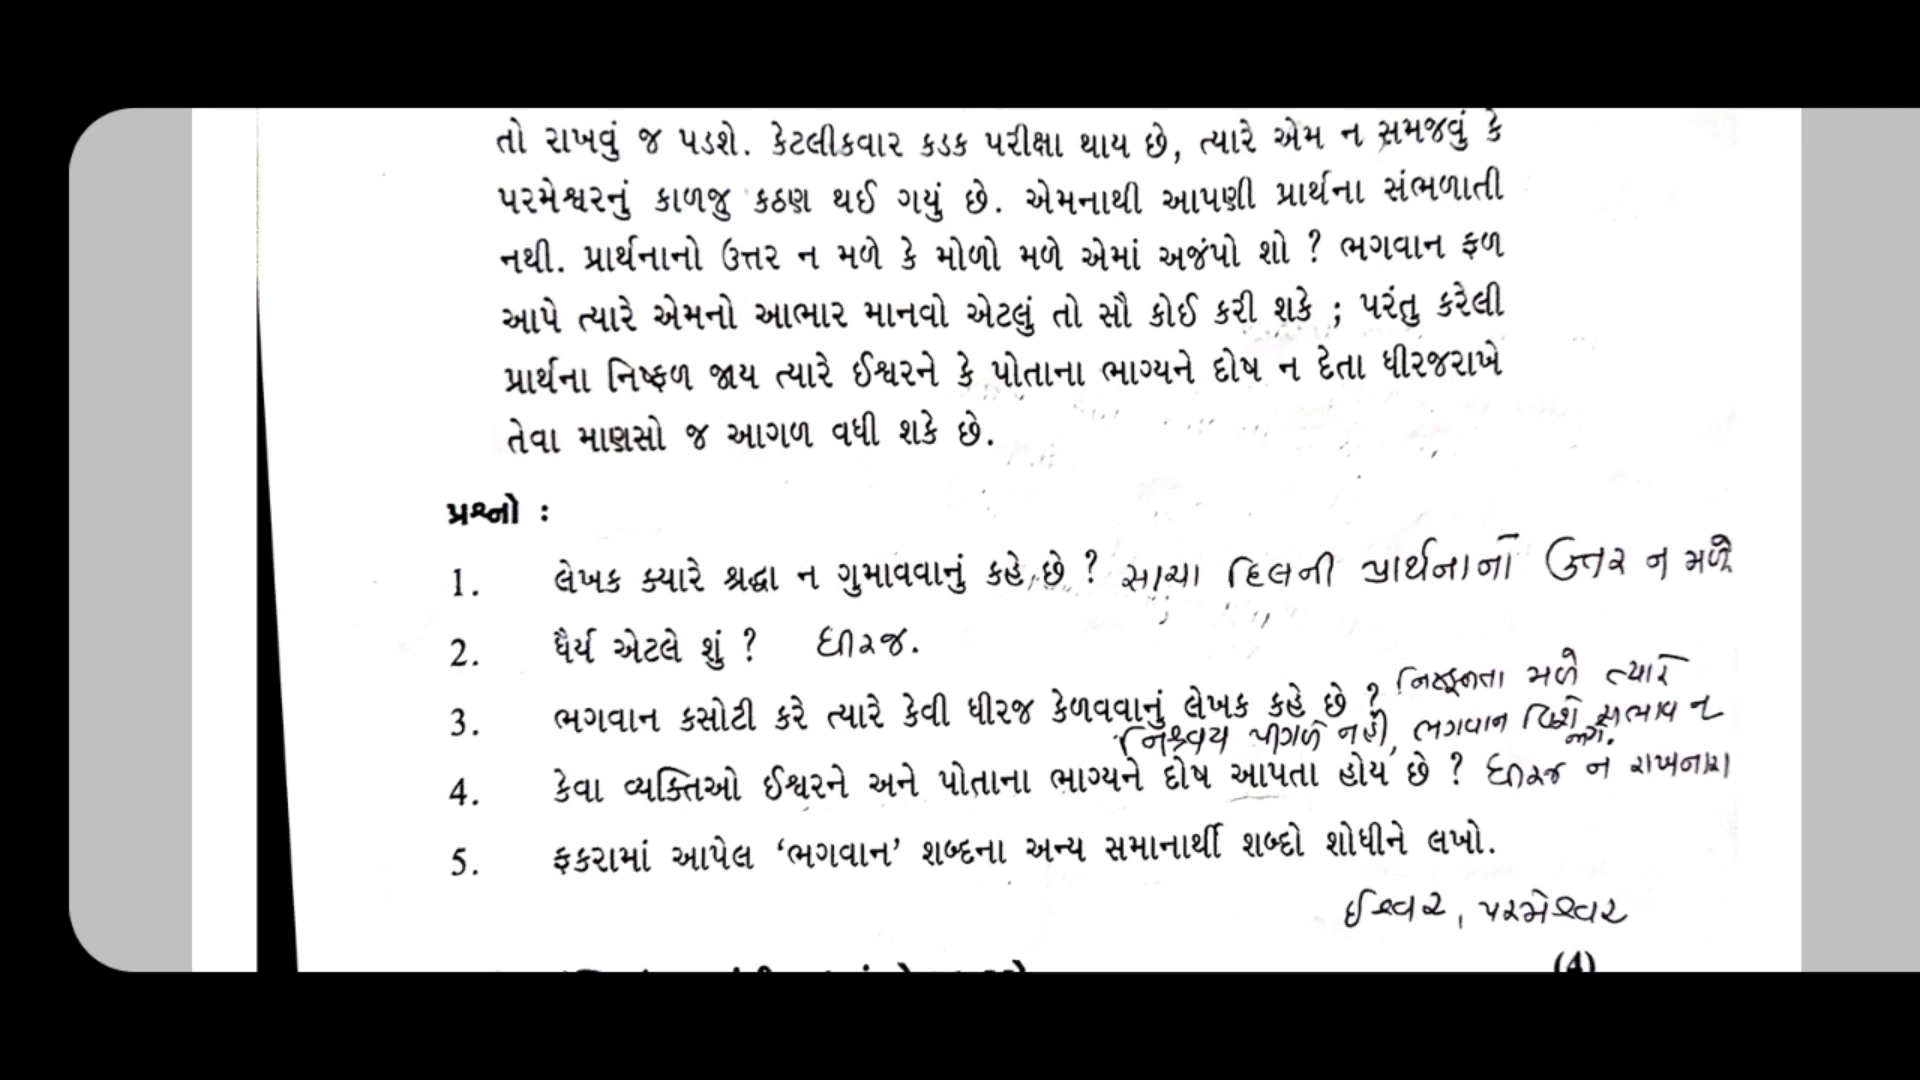 તો રાખવું જ પડશે. કેટલીકવાર કડક પરીક્ષા થાય છે, ત્યારે એમ ન સમજવું કે
પરમેશ્વરનું કાળજુ કઠણ થઈ ગયું છે. એમનાથી આપણી પ્રાર્થના સંભળાતી
નથી. પ્રાર્થનાનો ઉત્તર ન મળે કે મોળો મળે એમાં અજંપો શો ? ભગવાન ફળ
આપે ત્યારે એમનો આભાર માનવો એટલું તો સૌ કોઈ કરી શકે ; પરંતુ કરેલી
પ્રાર્થના નિષ્ફળ જાય ત્યારે ઈશ્વરને કે પોતાના ભાગ્યને દોષ ન દેતા ધીરજરાખે
તેવા માણસો જ આગળ વધી શકે છે.
પ્રશ્નો :
1. લેખક ક્યારે શ્રદ્ધા ન ગુમાવવાનું કહે છે ? સાચા દિલની પ્રાર્થનાનો ઉત્તર ન મળે
2. ધૈર્ય એટલે શું ? ધીરજ.
3. ભગવાન કસોટી કરે ત્યારે કેવી ધીરજ કેળવવાનું લેખક કહે છે ? નિષ્ફળતા મળે ત્યારે
નિશ્ચય પીગળે નહીં, ભગવાન વિશે ન
4. કેવા વ્યક્તિઓ ઈશ્વરને અને પોતાના ભાગ્યને દોષ આપતા હોય છે ? ધીરજ ન રાખનારા
5. ફકરામાં આપેલ ‘ભગવાન’ શબ્દના અન્ય સમાનાર્થી શબ્દો શોધીને લખો.
ઈશ્વર, પરમેશ્વર
(4)